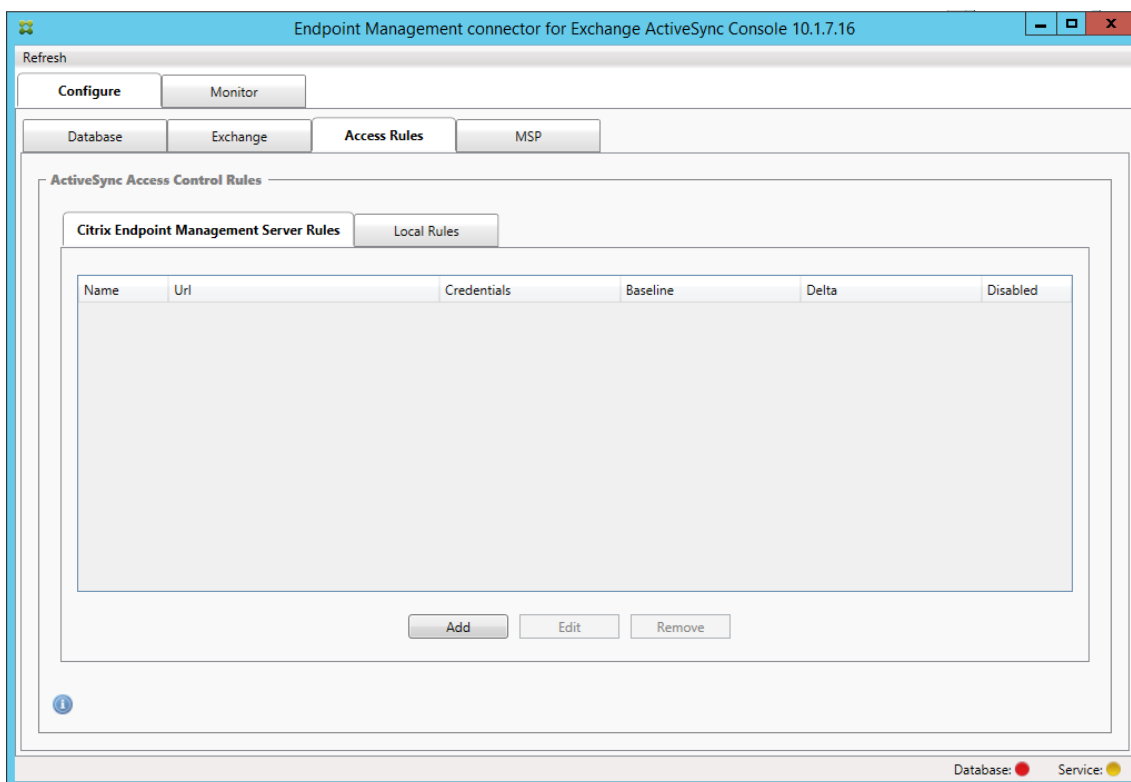 Endpoint Management connector for Exchange ActiveSync Console 10.1.7.16
Refresh
Configure Monitor
Database Exchange Access Rules MSP
ActiveSync Access Control Rules
Citrix Endpoint Management Server Rules Local Rules
Name Url Credentials Baseline Delta Disabled
Add Edit Remove
Database: Service: